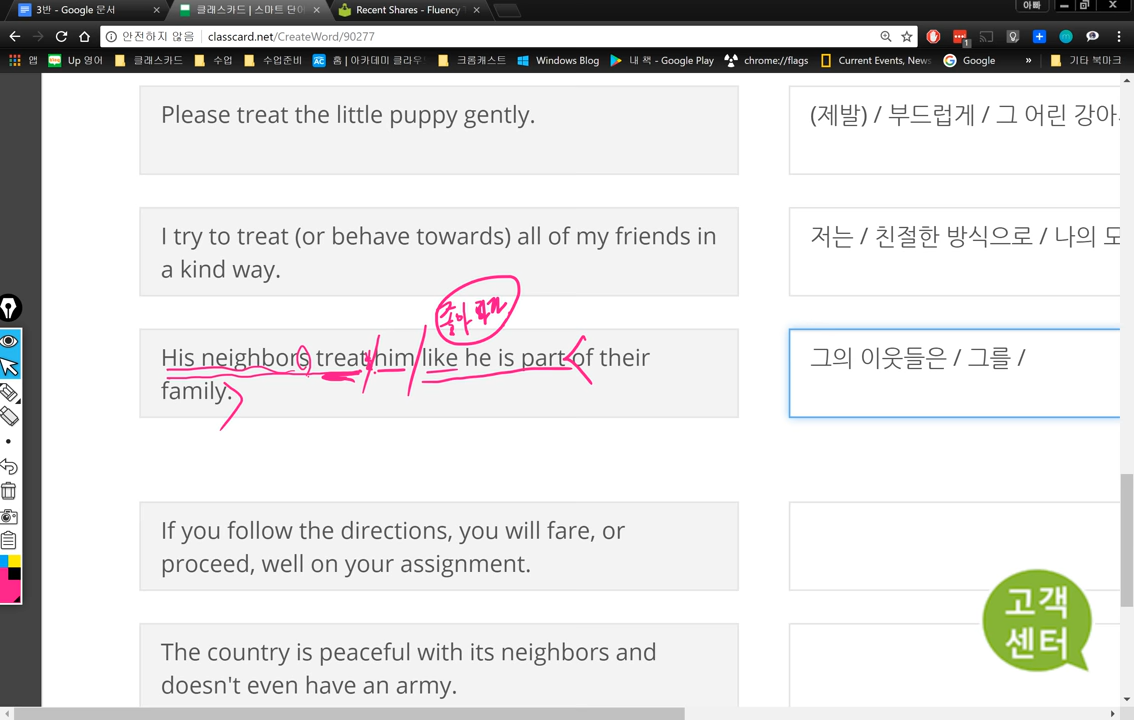 3반 - Google 문서
클래스카드 | 스마트 단어
Recent Shares - Fluency
아빠
안전하지 않음
classcard.net/CreateWord/90277
앱
Up 영어
클래스카드
수업
수업준비
홈 | 아카데미 클라우
크롬캐스트
Windows Blog
내 책 - Google Play
chrome://flags
Current Events, News
Google
»
기타 북마크
Please treat the little puppy gently.
(제발) / 부드럽게 / 그 어린 강아
I try to treat (or behave towards) all of my friends in
a kind way.
저는 / 친절한 방식으로 / 나의 모
His neighbors treat him like he is part of their
family.
그의 이웃들은 / 그를 /
If you follow the directions, you will fare, or
proceed, well on your assignment.
고객
센터
The country is peaceful with its neighbors and
doesn't even have an army.